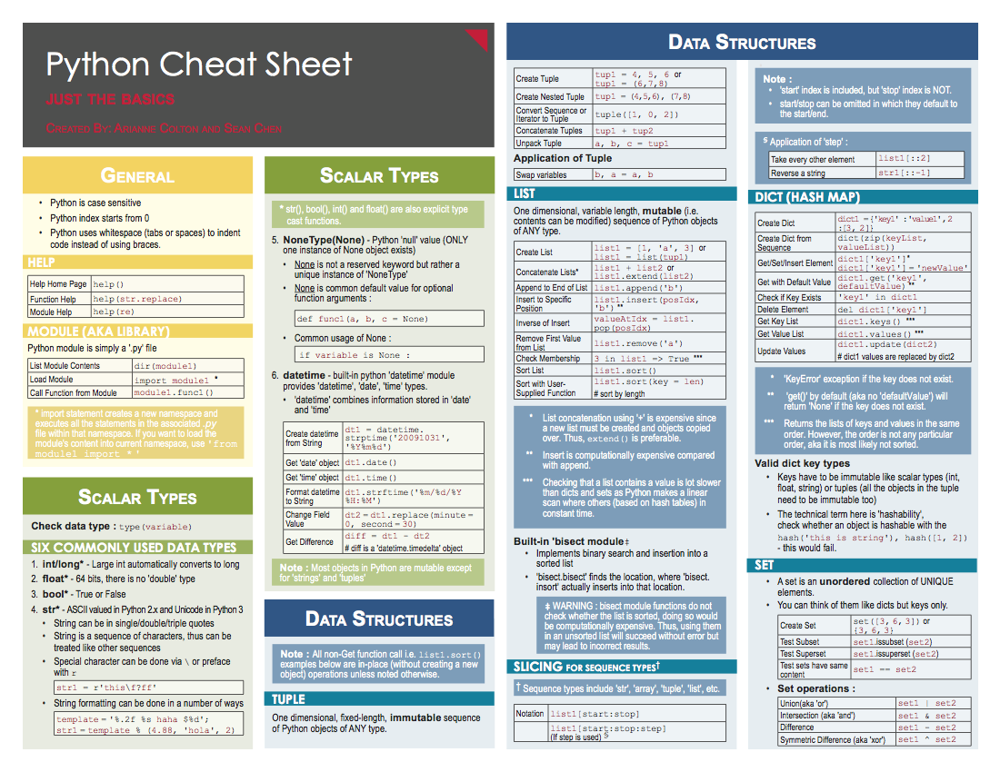 Python Cheat Sheet
JUST THE BASICS
CREATED BY: ARIANNE COLTON AND SEAN CHEN
GENERAL
• Python is case sensitive
• Python index starts from 0
• Python uses whitespace (tabs or spaces) to indent
code instead of using braces.
HELP
Help Home Page help()
Function Help help(str.replace)
Module Help help(re)
MODULE (AKA LIBRARY)
Python module is simply a '.py' file
List Module Contents dir(module1)
Load Module import module1 *
Call Function from Module module1.func1()
* import statement creates a new namespace and
executes all the statements in the associated .py
file within that namespace. If you want to load the
module's content into current namespace, use 'from
module1 import * '
SCALAR TYPES
Check data type : type(variable)
SIX COMMONLY USED DATA TYPES
1. int/long* - Large int automatically converts to long
2. float* - 64 bits, there is no 'double' type
3. bool* - True or False
4. str* - ASCII valued in Python 2.x and Unicode in Python 3
• String can be in single/double/triple quotes
• String is a sequence of characters, thus can be
treated like other sequences
• Special character can be done via \ or preface
with r
str1 = r'this\f?ff'
• String formatting can be done in a number of ways
template = '%.2f %s haha $%d';
str1 = template % (4.88, 'hola', 2)
SCALAR TYPES
* str(), bool(), int() and float() are also explicit type
cast functions.
5. NoneType(None) - Python 'null' value (ONLY
one instance of None object exists)
• None is not a reserved keyword but rather a
unique instance of 'NoneType'
• None is common default value for optional
function arguments :
def func1(a, b, c = None)
• Common usage of None :
if variable is None :
6. datetime - built-in python 'datetime' module
provides 'datetime', 'date', 'time' types.
• 'datetime' combines information stored in 'date'
and 'time'
Create datetime from String dt1 = datetime.
strptime('20091031',
'%Y%m%d')
Get 'date' object dt1.date()
Get 'time' object dt1.time()
Format datetime to String dt1.strftime('%m/%d/%Y
%H:%M')
Change Field Value dt2 = dt1.replace(minute =
0, second = 30)
Get Difference diff = dt1 - dt2
# diff is a 'datetime.timedelta' object
Note : Most objects in Python are mutable except
for 'strings' and 'tuples'
DATA STRUCTURES
Note : All non-Get function call i.e. list1.sort()
examples below are in-place (without creating a new
object) operations unless noted otherwise.
TUPLE
One dimensional, fixed-length, immutable sequence
of Python objects of ANY type.
DATA STRUCTURES
Create Tuple tup1 = 4, 5, 6 or
tup1 = (6,7,8)
Create Nested Tuple tup1 = (4,5,6), (7,8)
Convert Sequence or
Iterator to Tuple tuple([1, 0, 2])
Concatenate Tuples tup1 + tup2
Unpack Tuple a, b, c = tup1
Application of Tuple
Swap variables b, a = a, b
LIST
One dimensional, variable length, mutable (i.e.
contents can be modified) sequence of Python objects
of ANY type.
Create List list1 = [1, 'a', 3] or
list1 = list(tup1)
Concatenate Lists* list1 + list2 or
list1.extend(list2)
Append to End of List list1.append('b')
Insert to Specific
Position list1.insert(posIdx,
'b') **
Inverse of Insert valueAtIdx = list1.
pop(posIdx)
Remove First Value
from List list1.remove('a')
Check Membership 3 in list1 => True ***
Sort List list1.sort()
Sort with User-
Supplied Function list1.sort(key = len)
# sort by length
* List concatenation using '+' is expensive since
a new list must be created and objects copied
over. Thus, extend() is preferable.
** Insert is computationally expensive compared
with append.
*** Checking that a list contains a value is lot slower
than dicts and sets as Python makes a linear
scan where others (based on hash tables) in
constant time.
Built-in 'bisect module‡
• Implements binary search and insertion into a
sorted list
• 'bisect.bisect' finds the location, where 'bisect.
insort' actually inserts into that location.
‡ WARNING : bisect module functions do not
check whether the list is sorted, doing so would
be computationally expensive. Thus, using them
in an unsorted list will succeed without error but
may lead to incorrect results.
SLICING FOR SEQUENCE TYPES†
† Sequence types include 'str', 'array', 'tuple', 'list', etc.
Notation list1[start:stop]
list1[start:stop:step]
(If step is used) §
Note :
• 'start' index is included, but 'stop' index is NOT.
• start/stop can be omitted in which they default to
the start/end.
§ Application of 'step' :
Take every other element list1[::2]
Reverse a string str1[::-1]
DICT (HASH MAP)
Create Dict dict1 ={'key1' :'value1',2
:[3, 2]}
Create Dict from
Sequence dict(zip(keyList,
valueList))
Get/Set/Insert Element dict1['key1']*
dict1['key1'] = 'newValue'
Get with Default Value dict1.get('key1',
defaultValue) **
Check if Key Exists 'key1' in dict1
Delete Element del dict1['key1']
Get Key List dict1.keys() ***
Get Value List dict1.values() ***
Update Values dict1.update(dict2)
# dict1 values are replaced by dict2
* 'KeyError' exception if the key does not exist.
** 'get()' by default (aka no 'defaultValue') will
return 'None' if the key does not exist.
*** Returns the lists of keys and values in the same
order. However, the order is not any particular
order, aka it is most likely not sorted.
Valid dict key types
• Keys have to be immutable like scalar types (int,
float, string) or tuples (all the objects in the tuple
need to be immutable too)
• The technical term here is 'hashability',
check whether an object is hashable with the
hash('this is string'), hash([1, 2])
- this would fail.
SET
• A set is an unordered collection of UNIQUE
elements.
• You can think of them like dicts but keys only.
Create Set set([3, 6, 3]) or
{3, 6, 3}
Test Subset set1.issubset (set2)
Test Superset set1.issuperset (set2)
Test sets have same
content set1 == set2
• Set operations :
Union(aka 'or') set1 | set2
Intersection (aka 'and') set1 & set2
Difference set1 - set2
Symmetric Difference (aka 'xor') set1 ^ set2